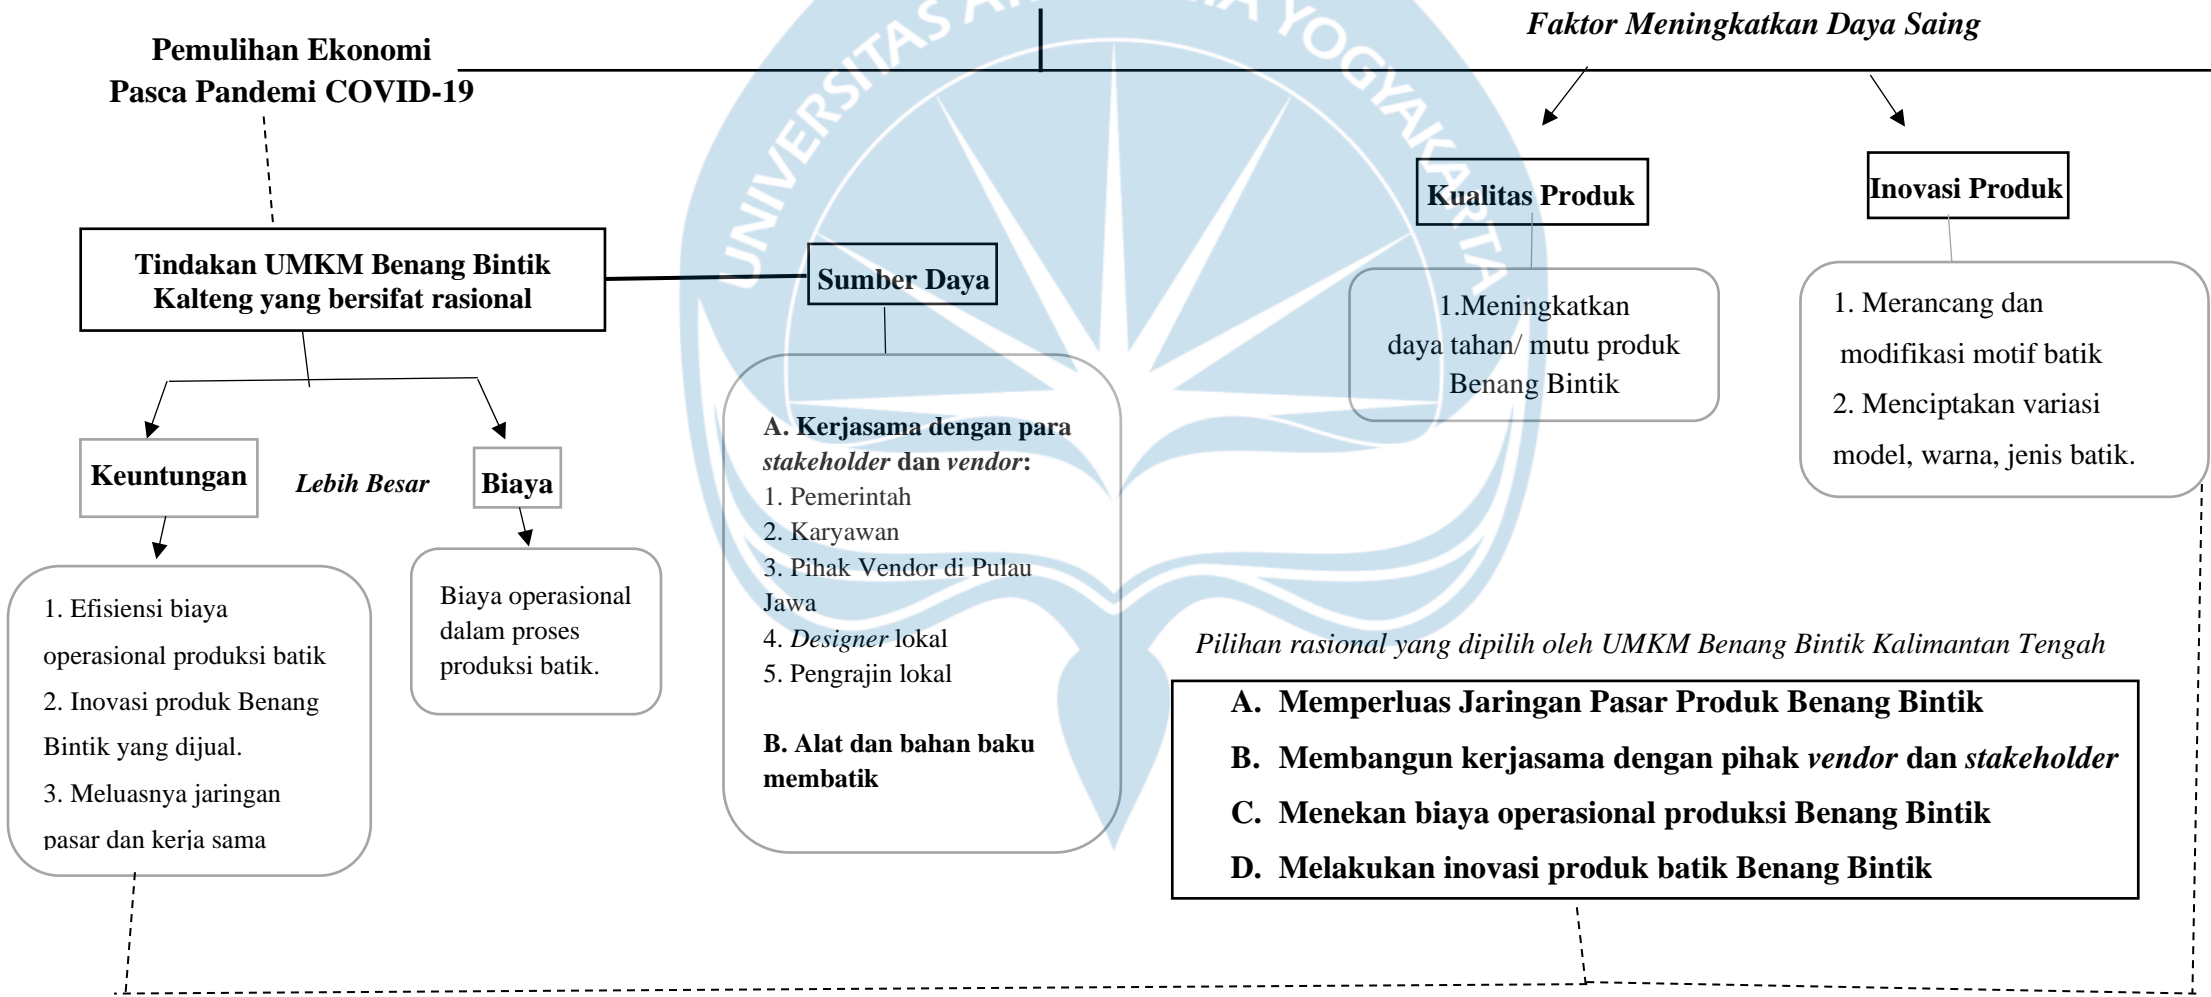 Faktor Meningkatkan Daya Saing
Pemulihan Ekonomi
Pasca Pandemi COVID-19
Kualitas Produk
Inovasi Produk
Tindakan UMKM Benang Bintik
Kalteng yang bersifat rasional
Sumber Daya
1.Meningkatkan
daya tahan/ mutu produk
Benang Bintik
1. Merancang dan
modifikasi motif batik
2. Menciptakan variasi
model, warna, jenis batik.
Keuntungan
Lebih Besar
Biaya
A. Kerjasama dengan para
stakeholder dan vendor:
1. Pemerintah
2. Karyawan
3. Pihak Vendor di Pulau
Jawa
4. Designer lokal
5. Pengrajin lokal
B. Alat dan bahan baku
membatik
1. Efisiensi biaya
operasional produksi batik
2. Inovasi produk Benang
Bintik yang dijual.
3. Meluasnya jaringan
pasar dan kerja sama
Biaya operasional
dalam proses
produksi batik.
Pilihan rasional yang dipilih oleh UMKM Benang Bintik Kalimantan Tengah
A. Memperluas Jaringan Pasar Produk Benang Bintik
B. Membangun kerjasama dengan pihak vendor dan stakeholder
C. Menekan biaya operasional produksi Benang Bintik
D. Melakukan inovasi produk batik Benang Bintik
UNIVERSITAS
YOGYAKARTA